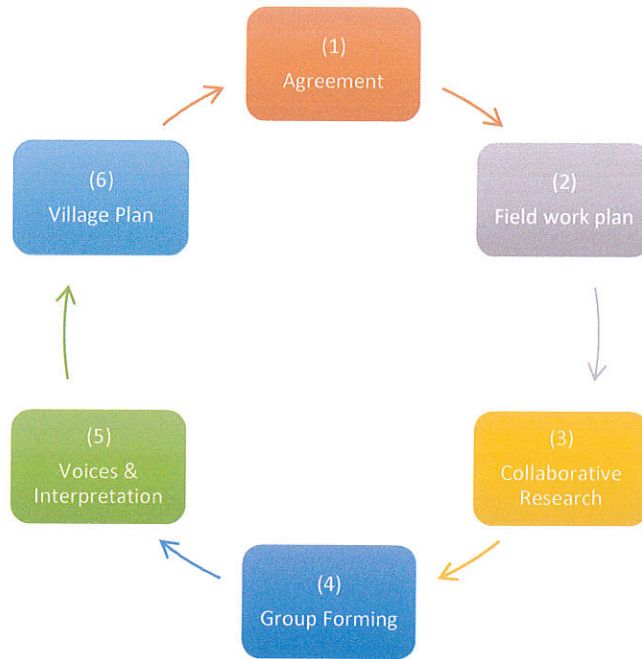 (1)
Agreement
(2)
Field work plan
(3)
Collaborative
Research
(4)
Group Forming
(5)
Voices &
Interpretation
(6)
Village Plan